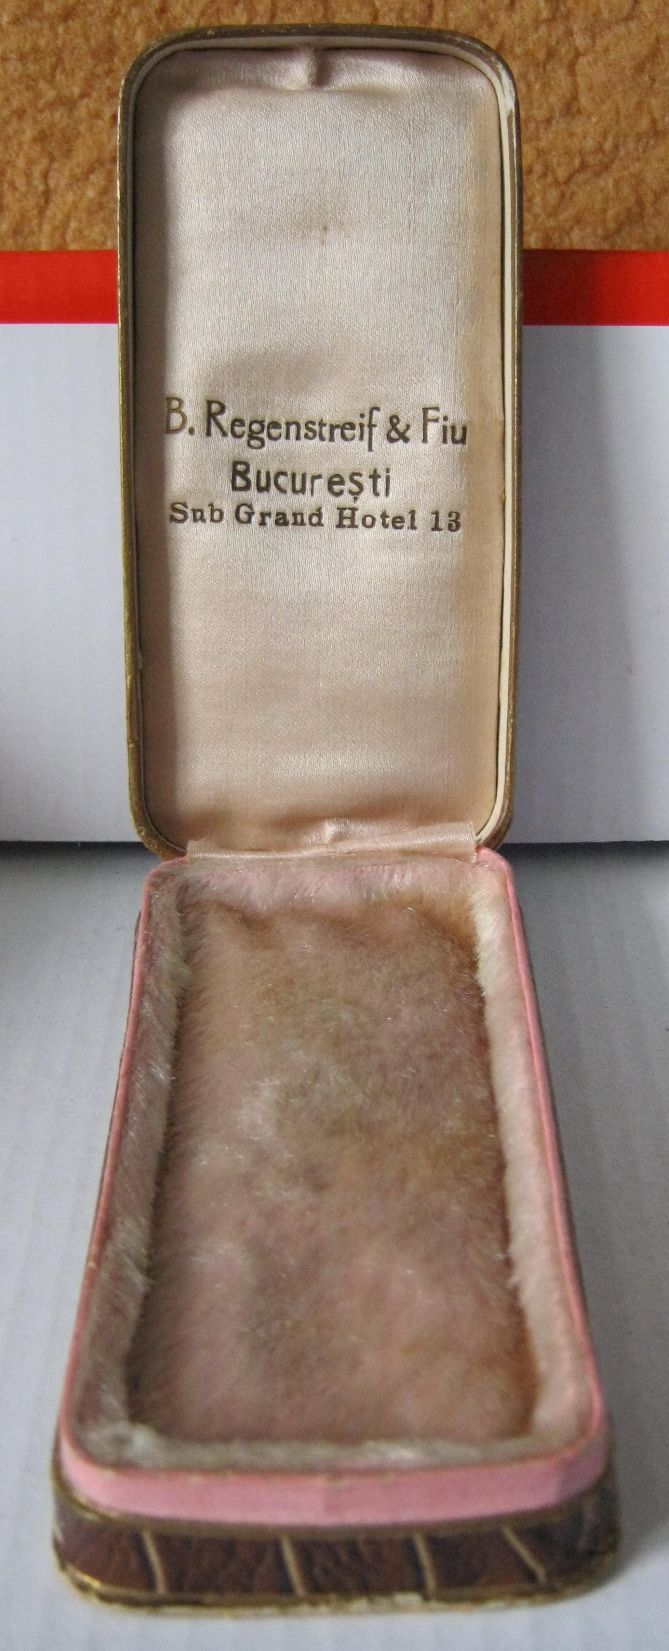 B. Regenstreif & Fiu
București
Sub Grand Hotel 13